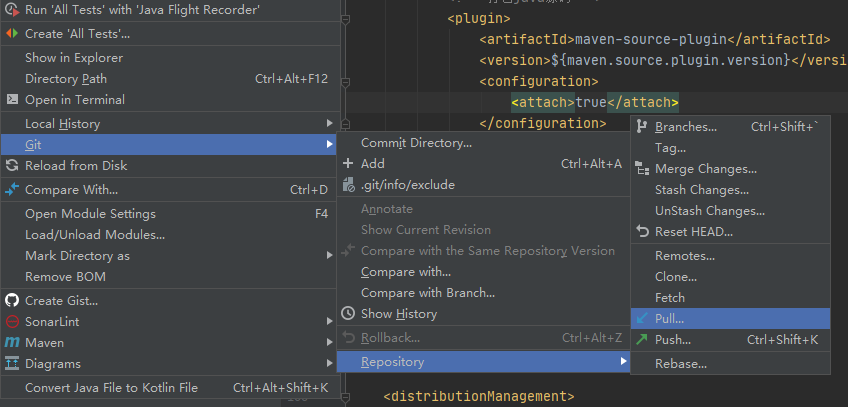 Run 'All Tests' with 'Java Flight Recorder'
Create 'All Tests'...
Show in Explorer
Directory Path Ctrl+Alt+F12
Open in Terminal
Local History
Git
Reload from Disk
Compare With... Ctrl+D
Open Module Settings F4
Load/Unload Modules...
Mark Directory as
Remove BOM
Create Gist...
SonarLint
Maven
Diagrams
Convert Java File to Kotlin File Ctrl+Alt+Shift+K
Commit Directory...
Add Ctrl+Alt+A
.git/info/exclude
Annotate
Show Current Revision
Compare with the Same Repository Version
Compare with...
Compare with Branch...
Show History
Rollback... Ctrl+Alt+Z
Repository
Branches... Ctrl+Shift+`
Tag...
Merge Changes...
Stash Changes...
UnStash Changes...
Reset HEAD...
Remotes...
Clone...
Fetch
Pull...
Push... Ctrl+Shift+K
Rebase...
<plugin>
<artifactId>maven-source-plugin</artifactId>
<version>${maven.source.plugin.version}</versi
<configuration>
<attach>true</attach>
</configuration>
<distributionManagement>